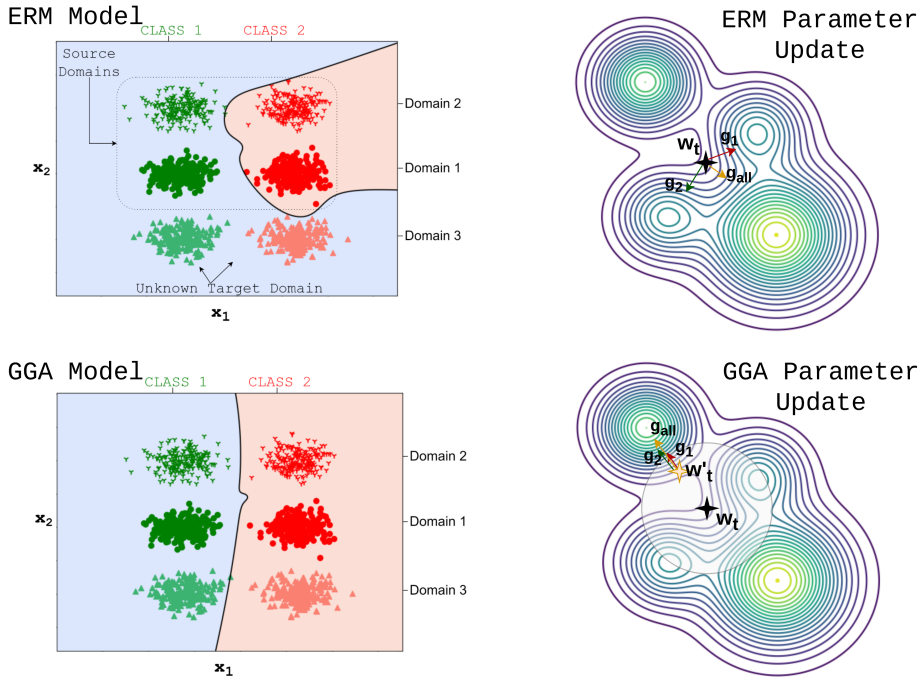 ERM Model
CLASS 1
CLASS 2
Source
Domains
Domain 2
Domain 1
Domain 3
x2
Unknown Target Domain
x1
ERM Parameter
Update
wt
g1
gall
g2
GGA Model
CLASS 1
CLASS 2
Domain 2
Domain 1
Domain 3
x2
x1
GGA Parameter
Update
gall
g1
g2
w't
wt